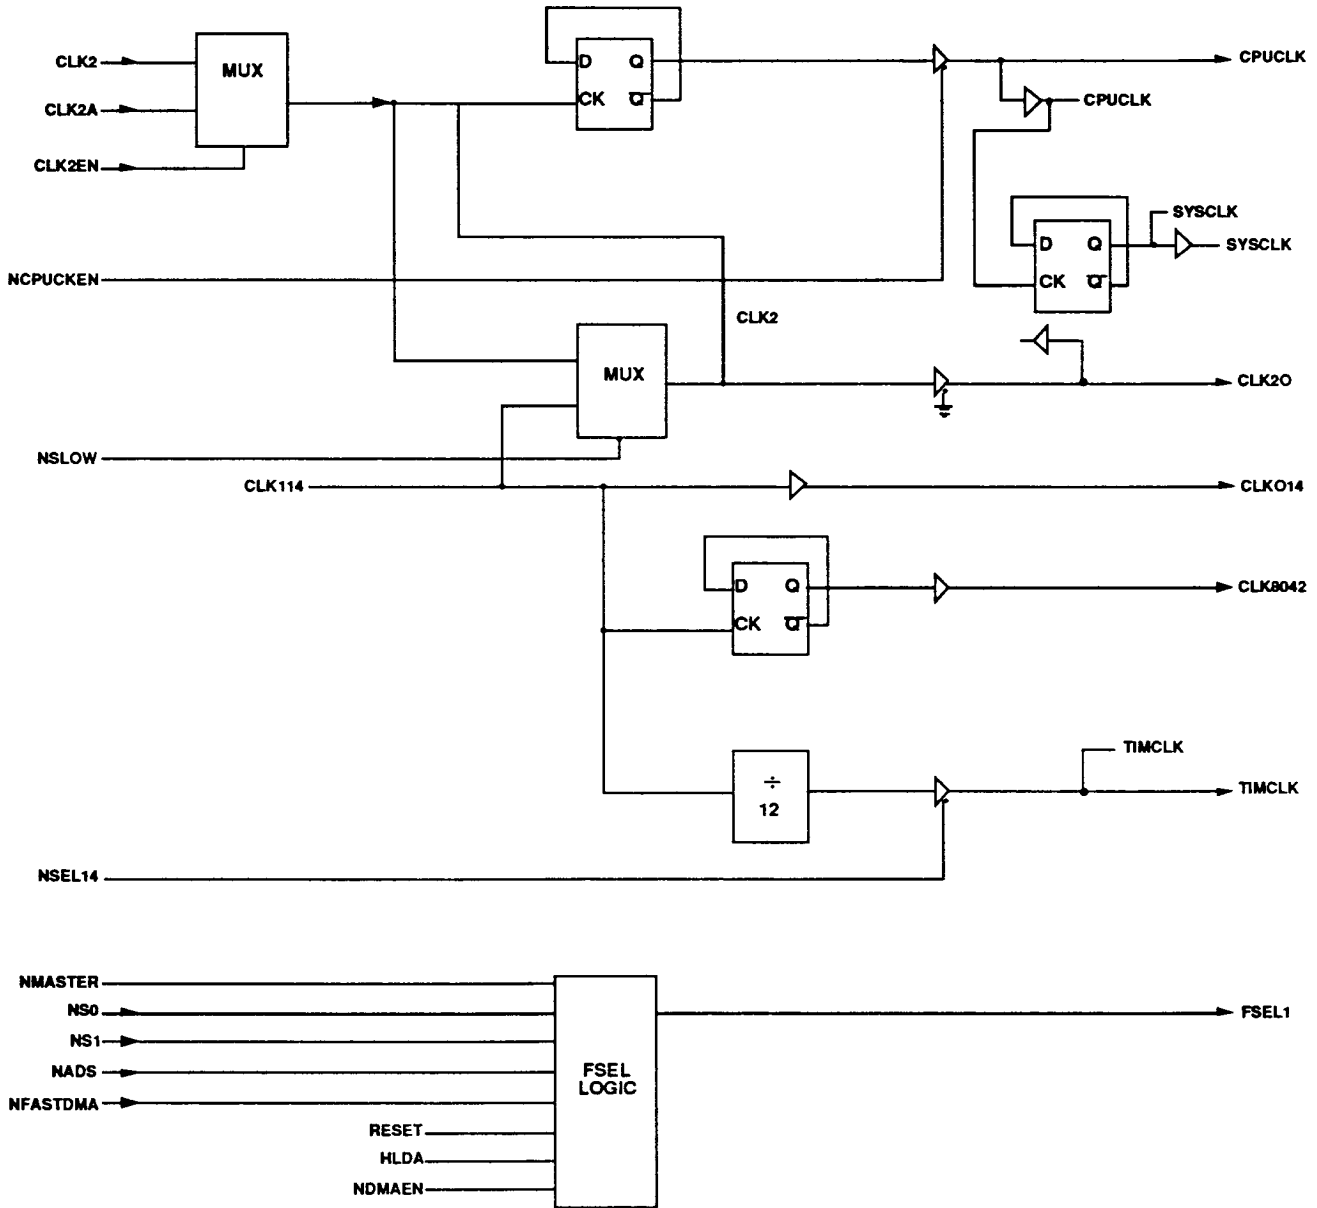 CLK2
MUX
D Q
CPUCLK
CLK2A
CK Q
CPUCLK
CLK2EN
SYSCLK
D Q
SYSCLK
NCPUCKEN
CK Q
CLK2
MUX
CLK2O
NSLOW
CLK114
CLKO14
D Q
CLK8042
CK Q
TIMCLK
÷
12
TIMCLK
NSEL14
NMASTER
NS0
FSEL1
NS1
NADS
FSEL
LOGIC
NFASTDMA
RESET
HLDA
NDMAEN